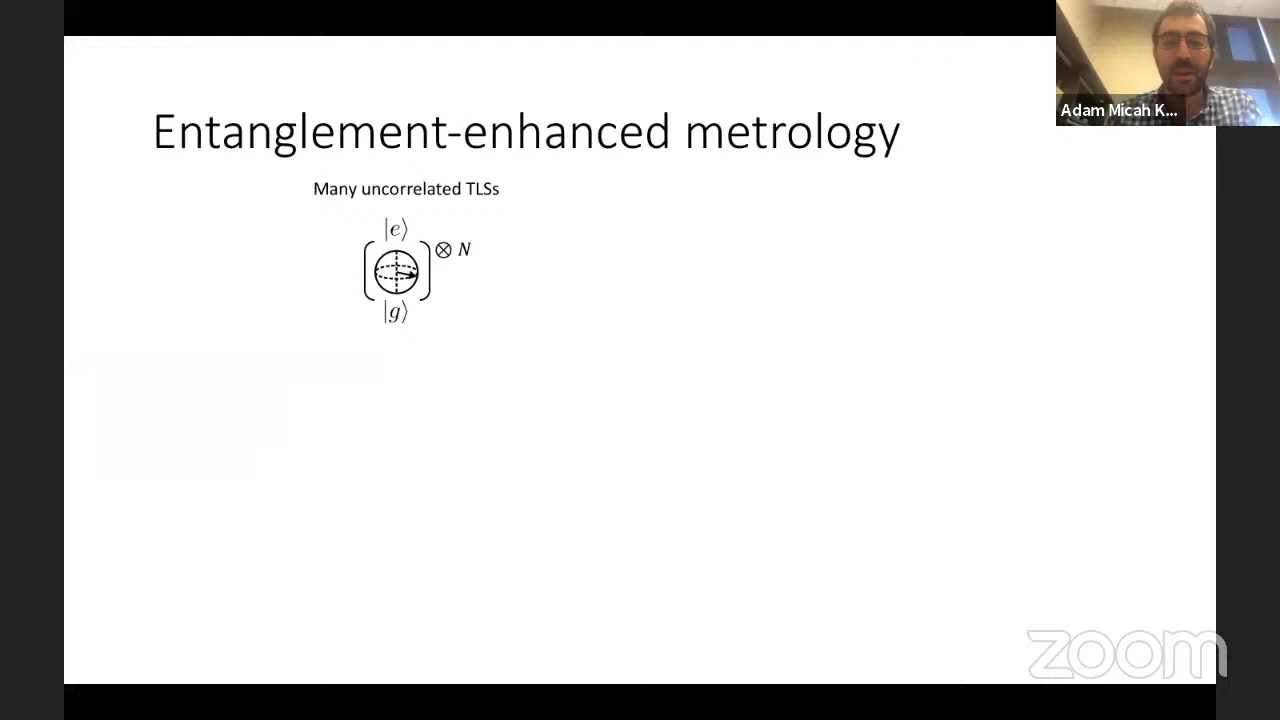 Adam Micah K...
Entanglement-enhanced metrology
Many uncorrelated TLSs
|e⟩
⊗ N
|g⟩
zoom